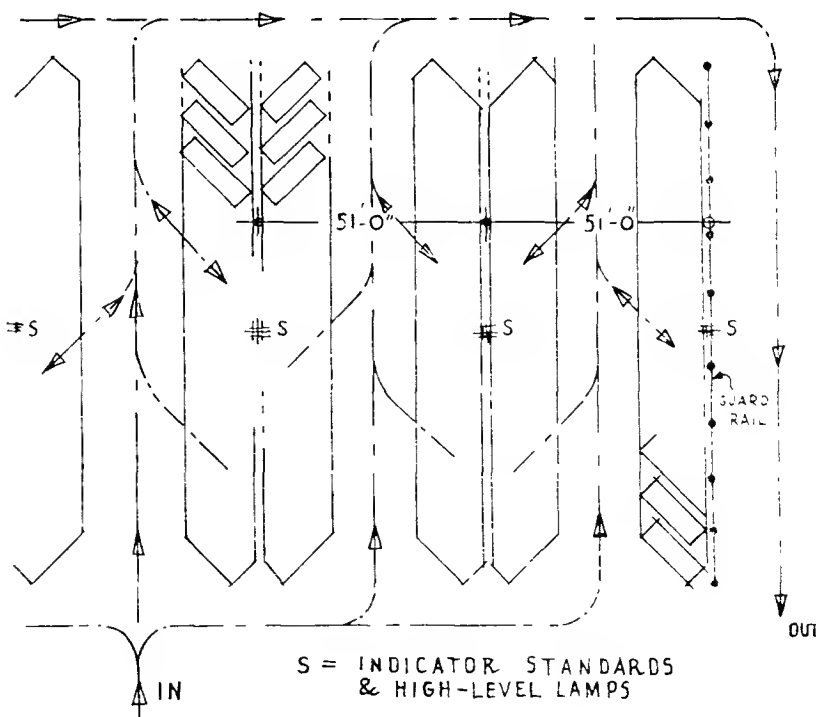 51'-0" 51'-0"
S S S S
GUARD
RAIL
OUT
IN
S = INDICATOR STANDARDS
& HIGH-LEVEL LAMPS